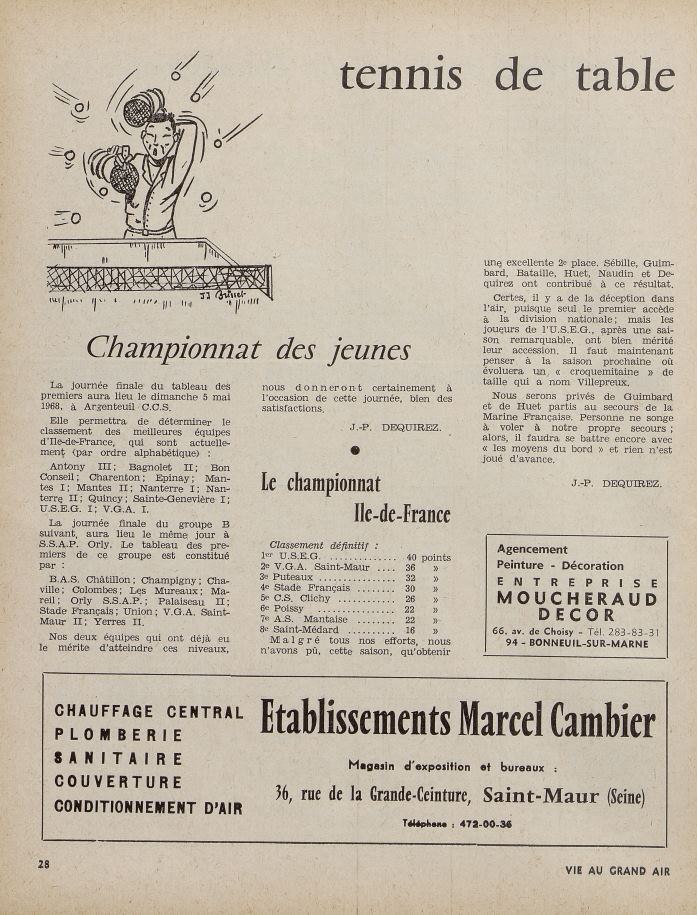 tennis de table
JJ Brisset
Championnat des jeunes
La journée finale du tableau des
premiers aura lieu le dimanche 5 mai
1968, à Argenteuil C.C.S.
Elle permettra de déterminer le
classement des meilleures équipes
d'Ile-de-France, qui sont actuelle-
ment (par ordre alphabétique) :
Antony III; Bagnolet II; Bon
Conseil; Charenton; Epinay; Man-
tes I; Mantes II; Nanterre I; Nan-
terre II; Quincy; Sainte-Geneviève I;
U.S.E.G. I; V.G.A. I.
La journée finale du groupe B
suivant, aura lieu le même jour à
S.S.A.P. Orly. Le tableau des pre-
miers de ce groupe est constitué
par :
B.A.S. Châtillon; Champigny; Cha-
ville; Colombes; Les Mureaux; Ma-
reil; Orly S.S.A.P.; Palaiseau II;
Stade Français; Union; V.G.A. Saint-
Maur II; Yerres II.
Nos deux équipes qui ont déjà eu
le mérite d'atteindre ces niveaux,
nous donneront certainement à
l'occasion de cette journée, bien des
satisfactions.
J.-P. DEQUIREZ.
Le championnat
Ile-de-France
Classement définitif :
1er U.S.E.G. .............. 40 points
2e V.G.A. Saint-Maur .... 36 »
3e Puteaux .............. 32 »
4e Stade Français ........ 30 »
5e C.S. Clichy ........... 26 »
6e Poissy ................ 22 »
7e A.S. Mantaise ......... 22 »
8e Saint-Médard .......... 16 »
Malgré tous nos efforts, nous
n'avons pû, cette saison, qu'obtenir
une excellente 2e place. Sébille, Guim-
bard, Bataille, Huet, Naudin et De-
quirez ont contribué à ce résultat.
Certes, il y a de la déception dans
l'air, puisque seul le premier accède
à la division nationale; mais les
joueurs de l'U.S.E.G., après une sai-
son remarquable, ont bien mérité
leur accession. Il faut maintenant
penser à la saison prochaine où
évoluera un « croquemitaine » de
taille qui a nom Villepreux.
Nous serons privés de Guimbard
et de Huet partis au secours de la
Marine Française. Personne ne songe
à voler à notre propre secours;
alors, il faudra se battre encore avec
« les moyens du bord » et rien n'est
joué d'avance.
J.-P. DEQUIREZ.
Agencement
Peinture - Décoration
ENTREPRISE
MOUCHERAUD
DECOR
66, av. de Choisy - Tél. 283-83-31
94 - BONNEUIL-SUR-MARNE
CHAUFFAGE CENTRAL
PLOMBERIE
SANITAIRE
COUVERTURE
CONDITIONNEMENT D'AIR
Etablissements Marcel Cambier
Magasin d'exposition et bureaux :
36, rue de la Grande-Ceinture, Saint-Maur (Seine)
Téléphone : 472-00-36
28
VIE AU GRAND AIR